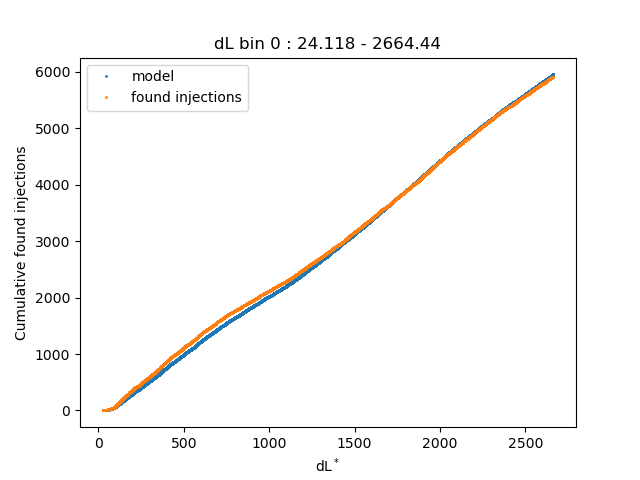 dL bin 0 : 24.118 - 2664.44
model
found injections
6000
5000
4000
3000
2000
1000
0
Cumulative found injections
0 500 1000 1500 2000 2500
dL*